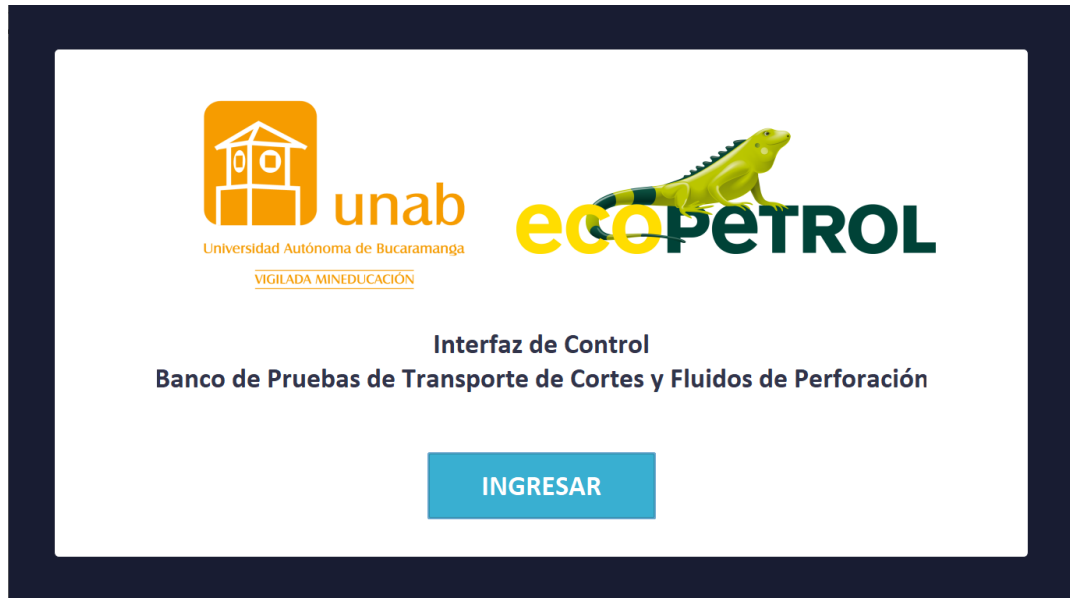 unab
Universidad Autónoma de Bucaramanga
VIGILADA MINEDUCACIÓN
ecoPeTROL
Interfaz de Control
Banco de Pruebas de Transporte de Cortes y Fluidos de Perforación
INGRESAR